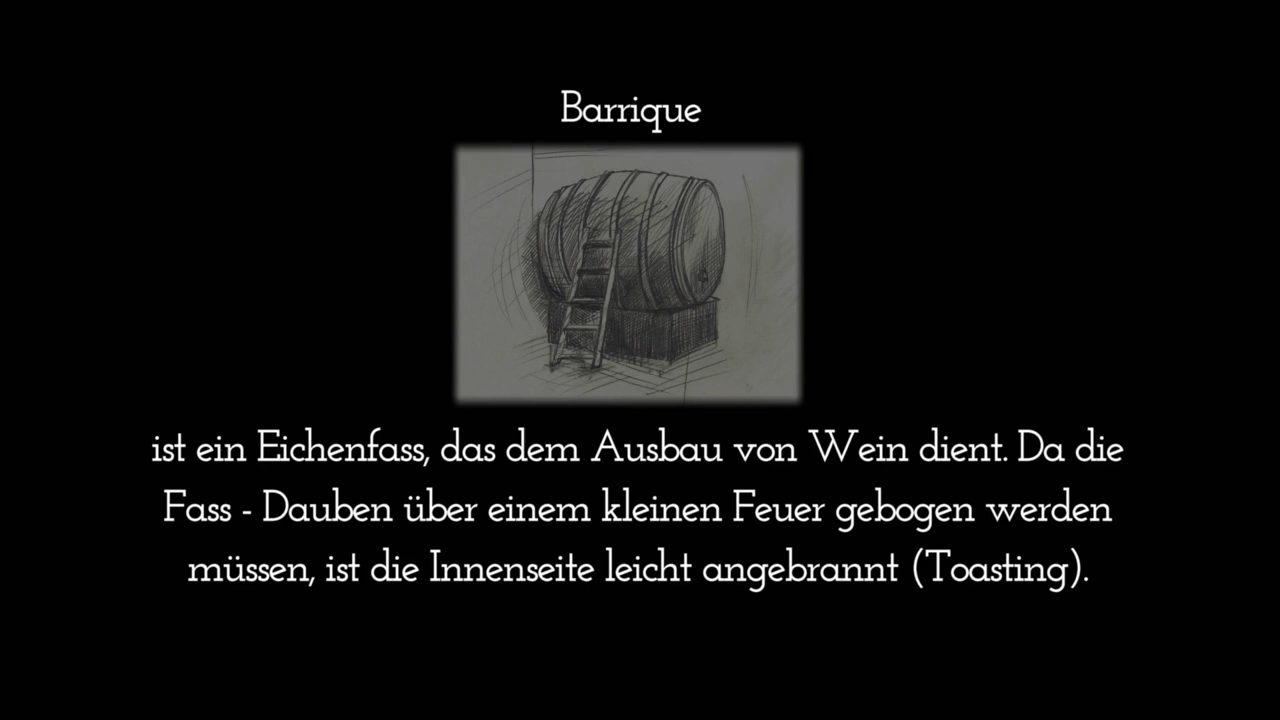 Barrique
ist ein Eichenfass, das dem Ausbau von Wein dient. Da die
Fass - Dauben über einem kleinen Feuer gebogen werden
müssen, ist die Innenseite leicht angebrannt (Toasting).